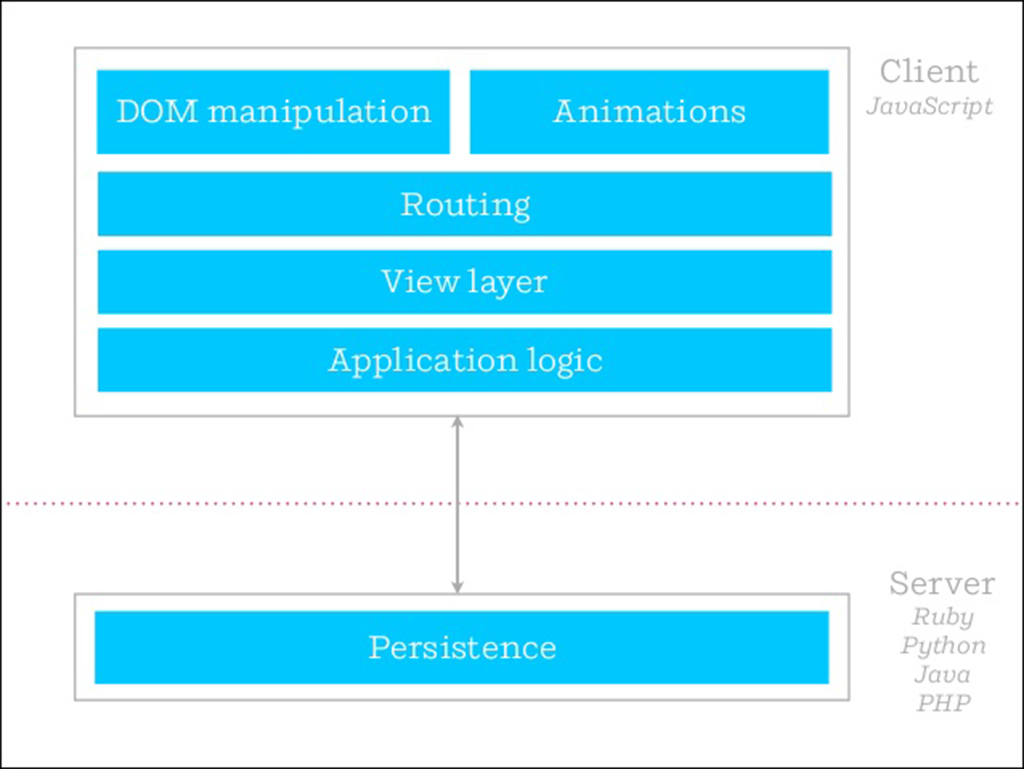 DOM manipulation
Animations
Client
JavaScript
Routing
View layer
Application logic
Persistence
Server
Ruby
Python
Java
PHP